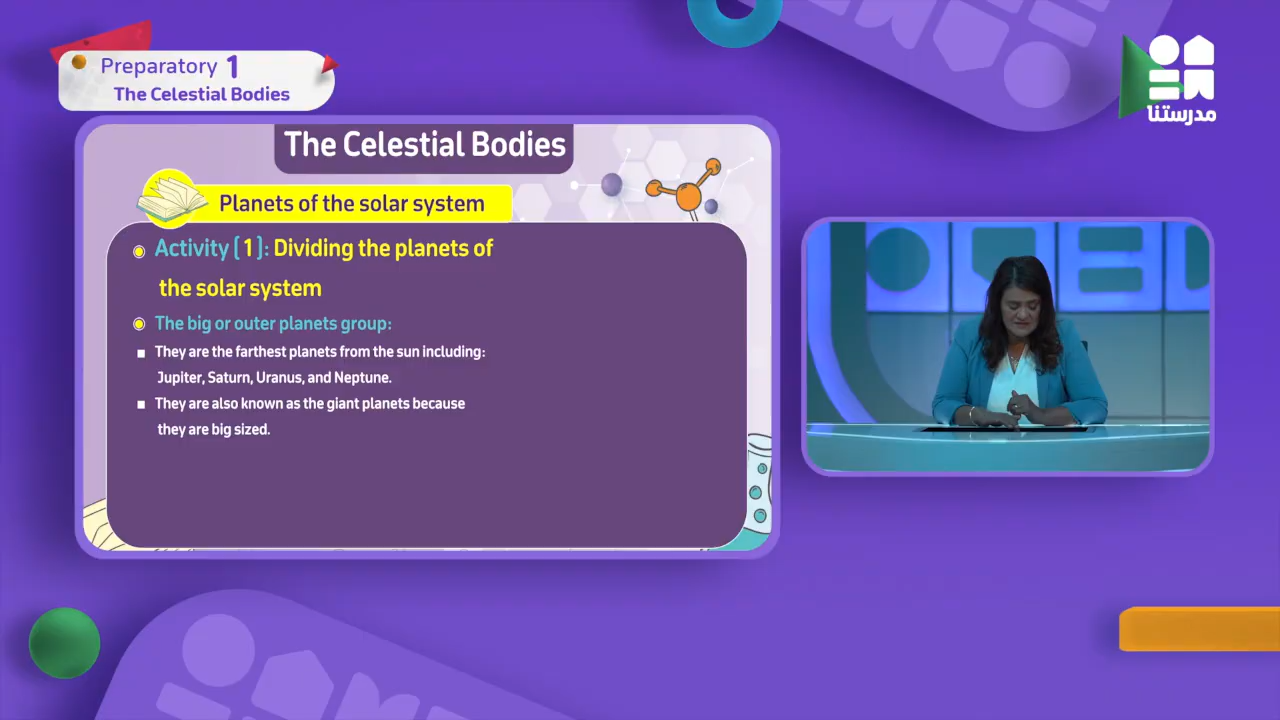 Preparatory 1
The Celestial Bodies
مدرستنا
The Celestial Bodies
Planets of the solar system
Activity (1): Dividing the planets of
the solar system
The big or outer planets group:
They are the farthest planets from the sun including:
Jupiter, Saturn, Uranus, and Neptune.
They are also known as the giant planets because
they are big sized.